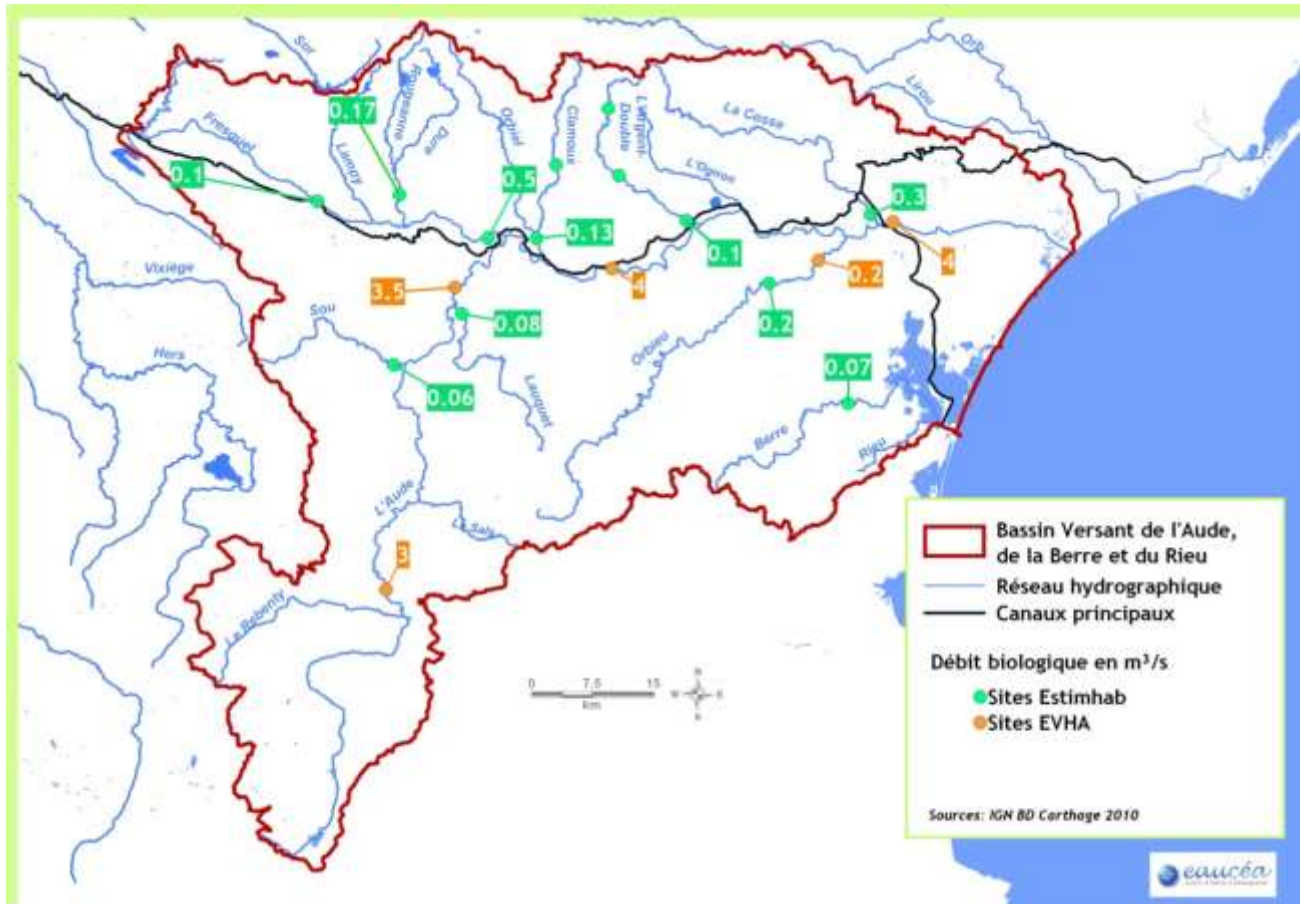 Sor
Orb
Lirou
Rougeanne
Dure
Orbiel
Clamoux
L'Argent-
Double
La Cesse
0.17
Fresquel
Lampy
L'Ognon
0.1
0.5
0.3
0.13
0.1
4
Vixiège
3.5
4
0.2
Sou
0.08
0.2
Hers
Orbieu
0.07
0.06
Lauquet
Berre
Rieu
L'Aude
La Sals
3
Le Rebenty
0 7.5 15
km
N
W E
S
Bassin Versant de l'Aude,
de la Berre et du Rieu
Réseau hydrographique
Canaux principaux
Débit biologique en m³/s
Sites Estimhab
Sites EVHA
Sources: IGN BD Carthage 2010
eaucéa